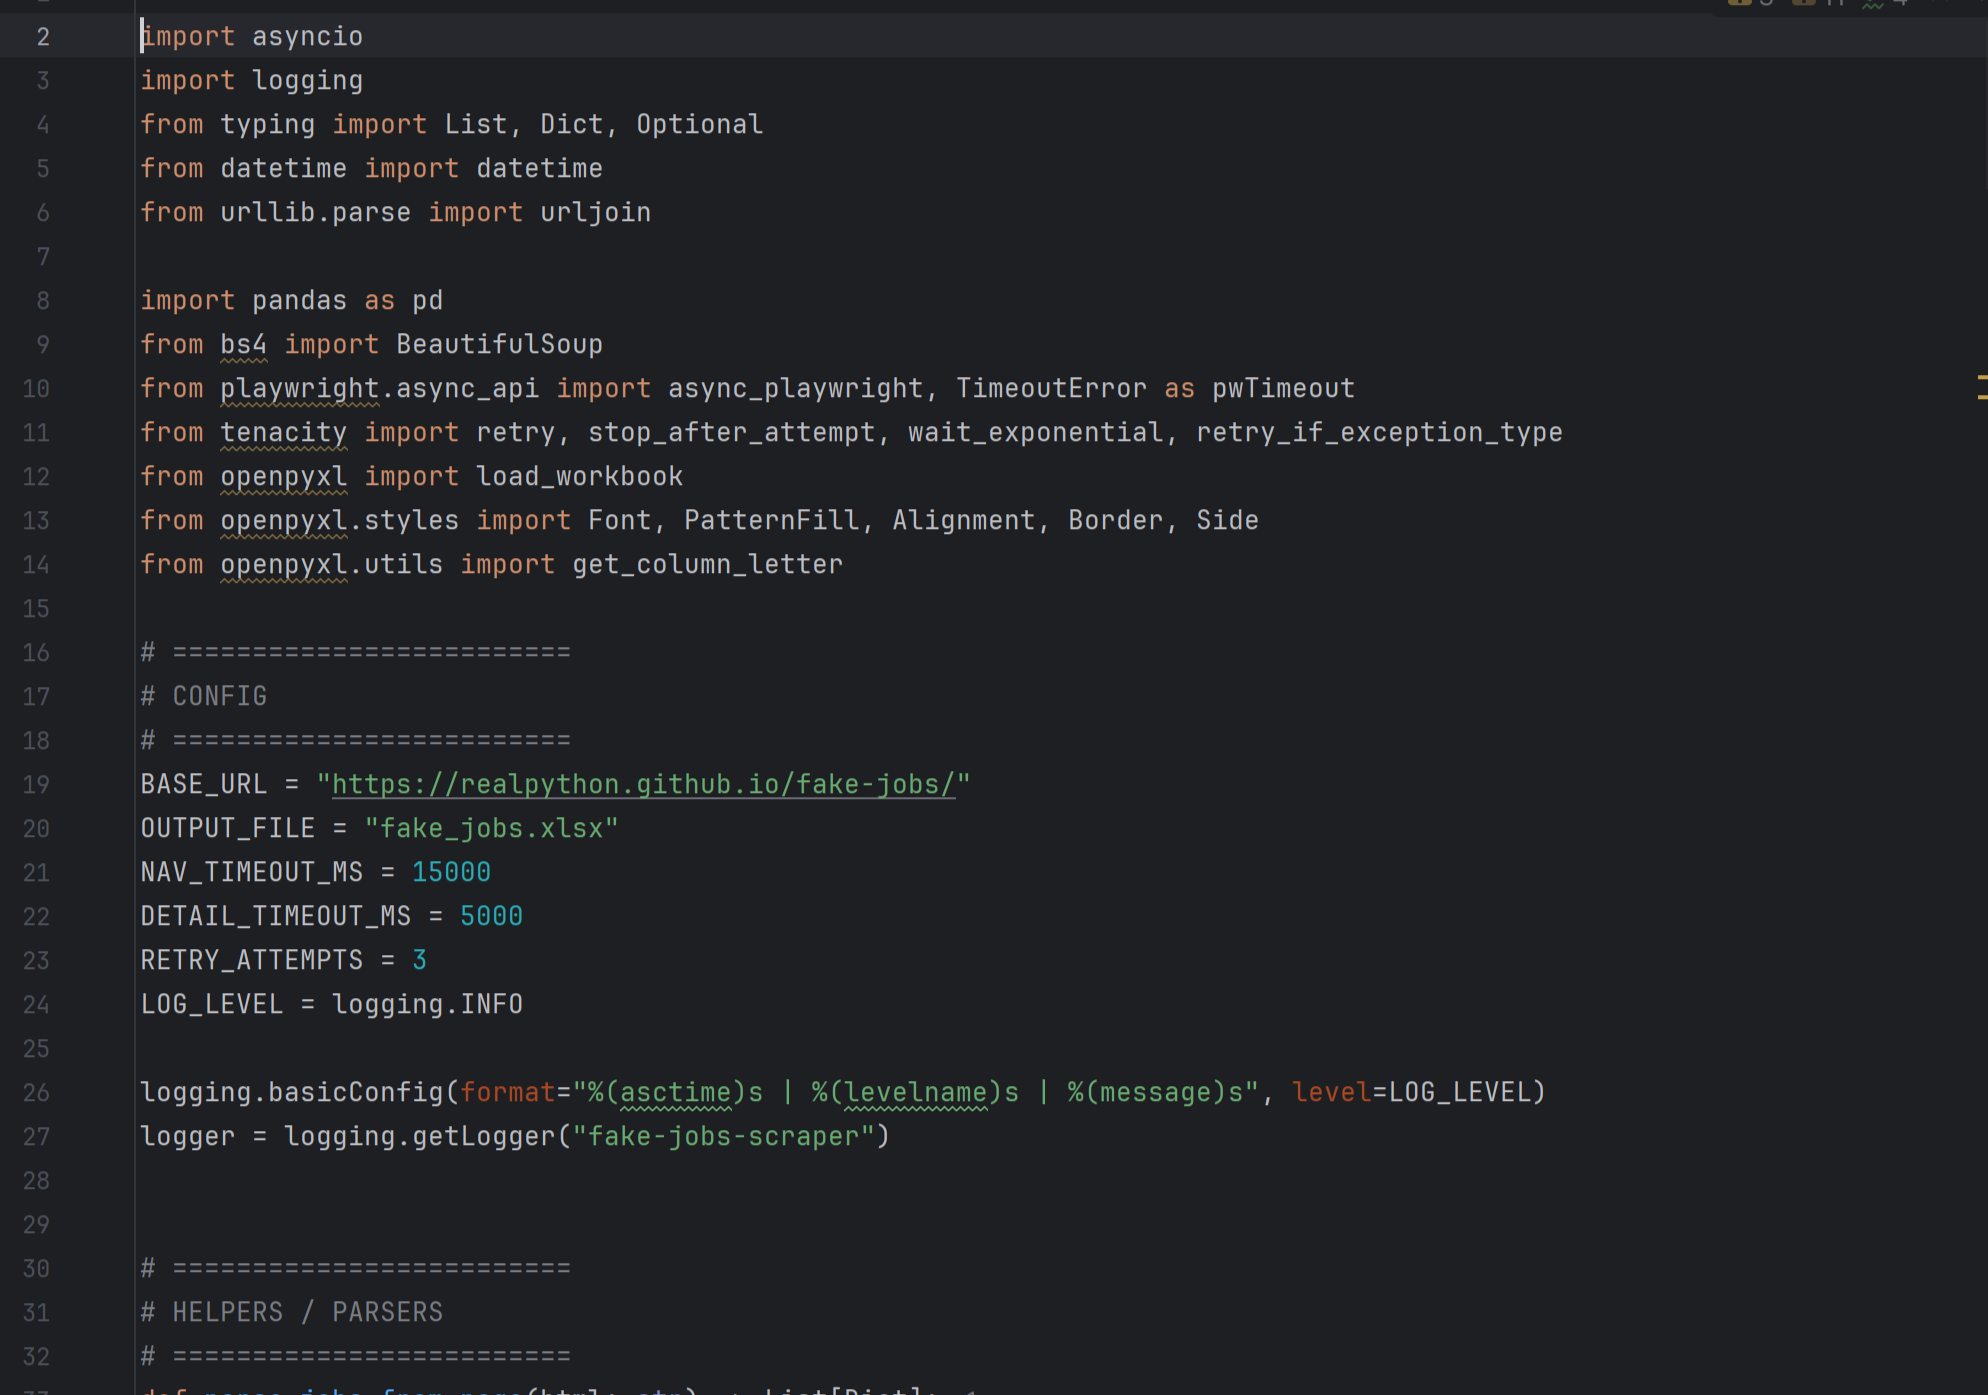 2 import asyncio
3 import logging
4 from typing import List, Dict, Optional
5 from datetime import datetime
6 from urllib.parse import urljoin
7
8 import pandas as pd
9 from bs4 import BeautifulSoup
10 from playwright.async_api import async_playwright, TimeoutError as pwTimeout
11 from tenacity import retry, stop_after_attempt, wait_exponential, retry_if_exception_type
12 from openpyxl import load_workbook
13 from openpyxl.styles import Font, PatternFill, Alignment, Border, Side
14 from openpyxl.utils import get_column_letter
15
16 # =========================
17 # CONFIG
18 # =========================
19 BASE_URL = "https://realpython.github.io/fake-jobs/"
20 OUTPUT_FILE = "fake_jobs.xlsx"
21 NAV_TIMEOUT_MS = 15000
22 DETAIL_TIMEOUT_MS = 5000
23 RETRY_ATTEMPTS = 3
24 LOG_LEVEL = logging.INFO
25
26 logging.basicConfig(format="%(asctime)s | %(levelname)s | %(message)s", level=LOG_LEVEL)
27 logger = logging.getLogger("fake-jobs-scraper")
28
29
30 # =========================
31 # HELPERS / PARSERS
32 # =========================